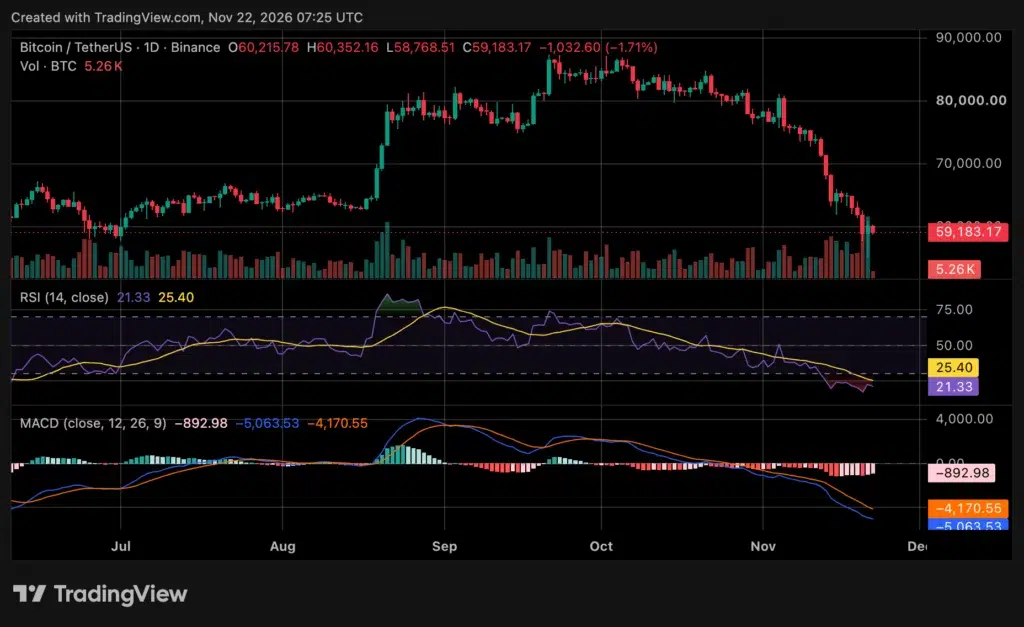 Created with TradingView.com, Nov 22, 2026 07:25 UTC
Bitcoin / TetherUS · 1D · Binance O60,215.78 H60,352.16 L58,768.51 C59,183.17 −1,032.60 (−1.71%)
Vol · BTC 5.26 K
90,000.00
80,000.00
70,000.00
59,183.17
5.26 K
RSI (14, close) 21.33 25.40
75.00
50.00
25.40
21.33
MACD (close, 12, 26, 9) −892.98 −5,063.53 −4,170.55
4,000.00
0.00
−892.98
−4,170.55
−5,063.53
Jul Aug Sep Oct Nov
TradingView